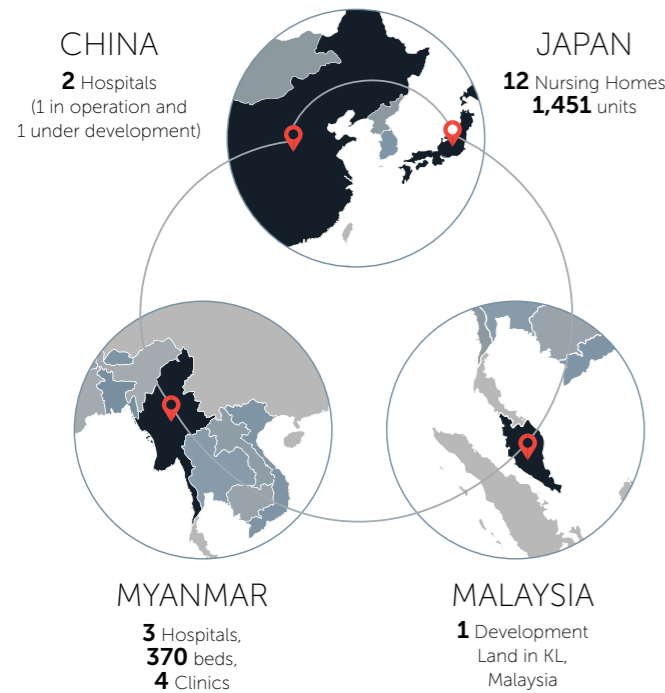 CHINA
2 Hospitals
(1 in operation and
1 under development)
JAPAN
12 Nursing Homes
1,451 units
MYANMAR
3 Hospitals,
370 beds,
4 Clinics
MALAYSIA
1 Development
Land in KL,
Malaysia